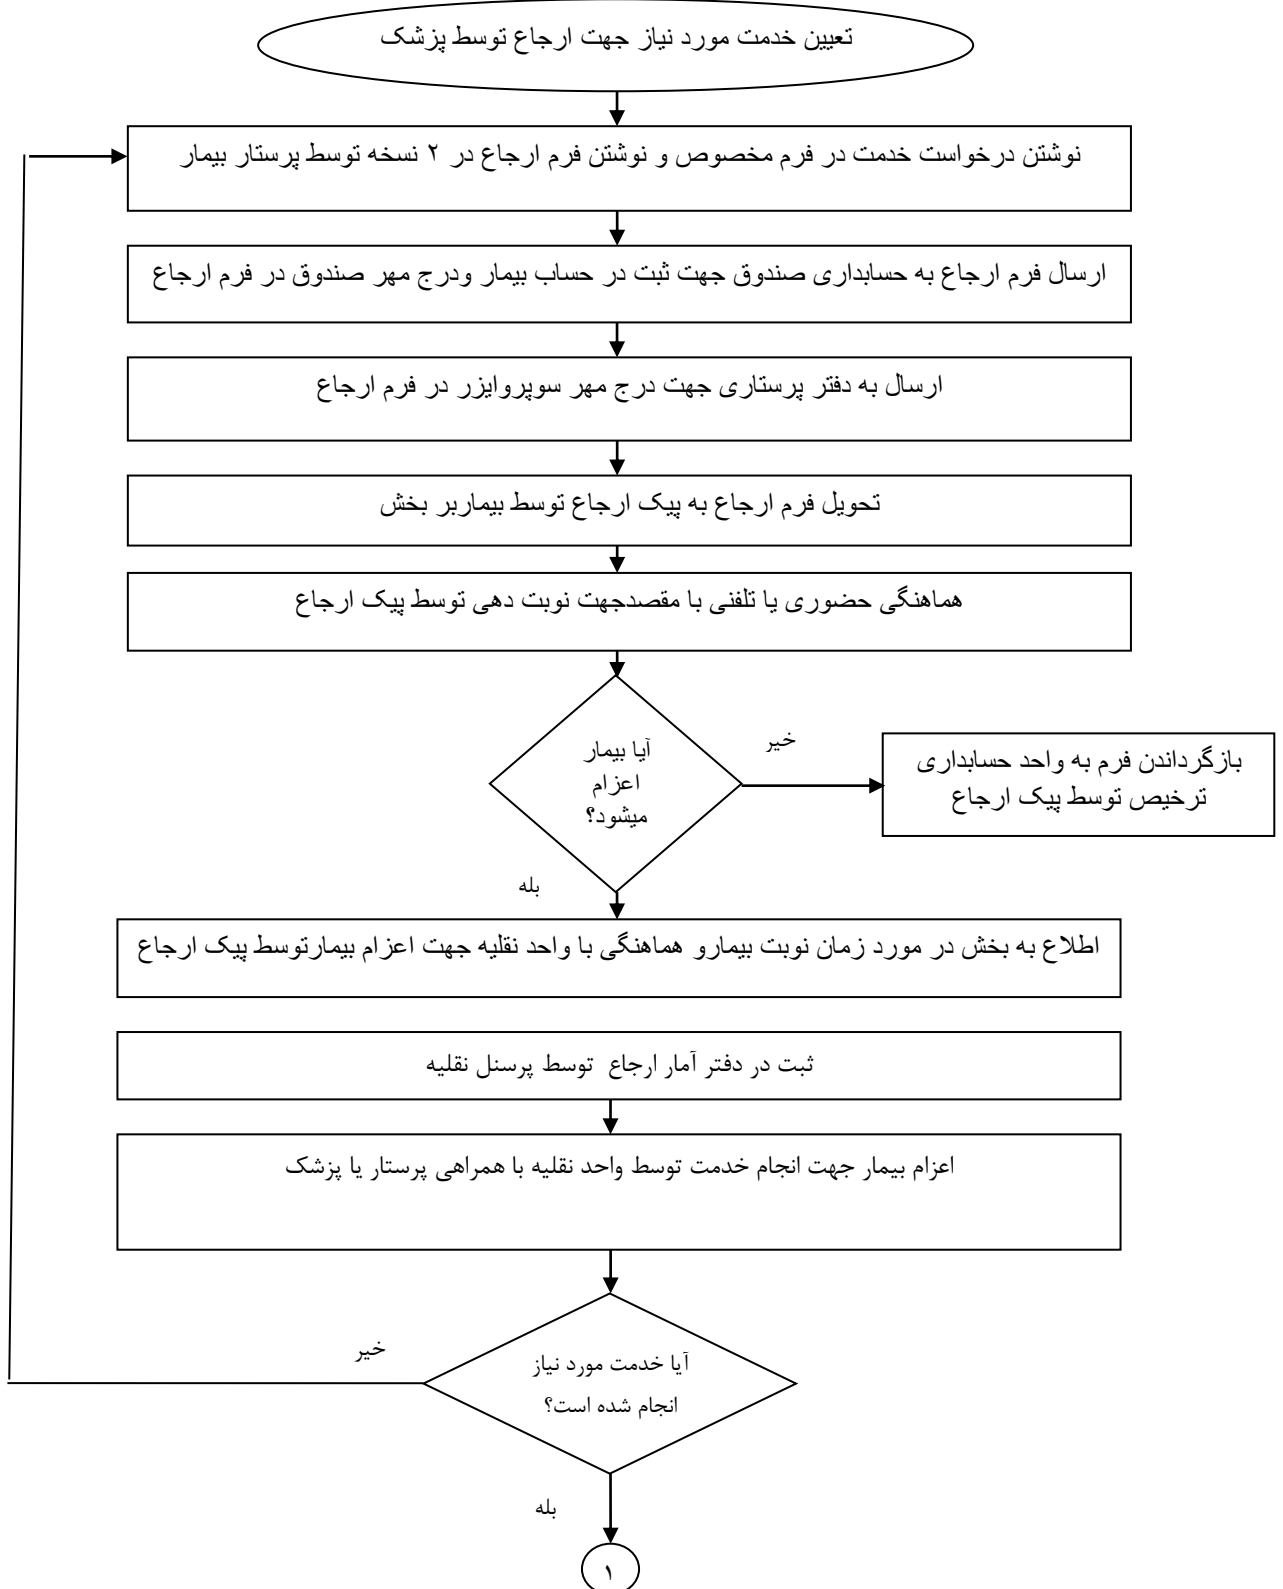 تعیین خدمت مورد نیاز جهت ارجاع توسط پزشک
نوشتن درخواست خدمت در فرم مخصوص و نوشتن فرم ارجاع در ۲ نسخه توسط پرستار بیمار
ارسال فرم ارجاع به حسابداری صندوق جهت ثبت در حساب بیمار ودرج مهر صندوق در فرم ارجاع
ارسال به دفتر پرستاری جهت درج مهر سوپروایزر در فرم ارجاع
تحویل فرم ارجاع به پیک ارجاع توسط بیماربر بخش
هماهنگی حضوری یا تلفنی با مقصدجهت نوبت دهی توسط پیک ارجاع
آیا بیمار
اعزام
میشود؟
خیر
بازگرداندن فرم به واحد حسابداری
ترخیص توسط پیک ارجاع
بله
اطلاع به بخش در مورد زمان نوبت بیمارو هماهنگی با واحد نقلیه جهت اعزام بیمارتوسط پیک ارجاع
ثبت در دفتر آمار ارجاع توسط پرسنل نقلیه
اعزام بیمار جهت انجام خدمت توسط واحد نقلیه با همراهی پرستار یا پزشک
خیر
آیا خدمت مورد نیاز
انجام شده است؟
بله
۱